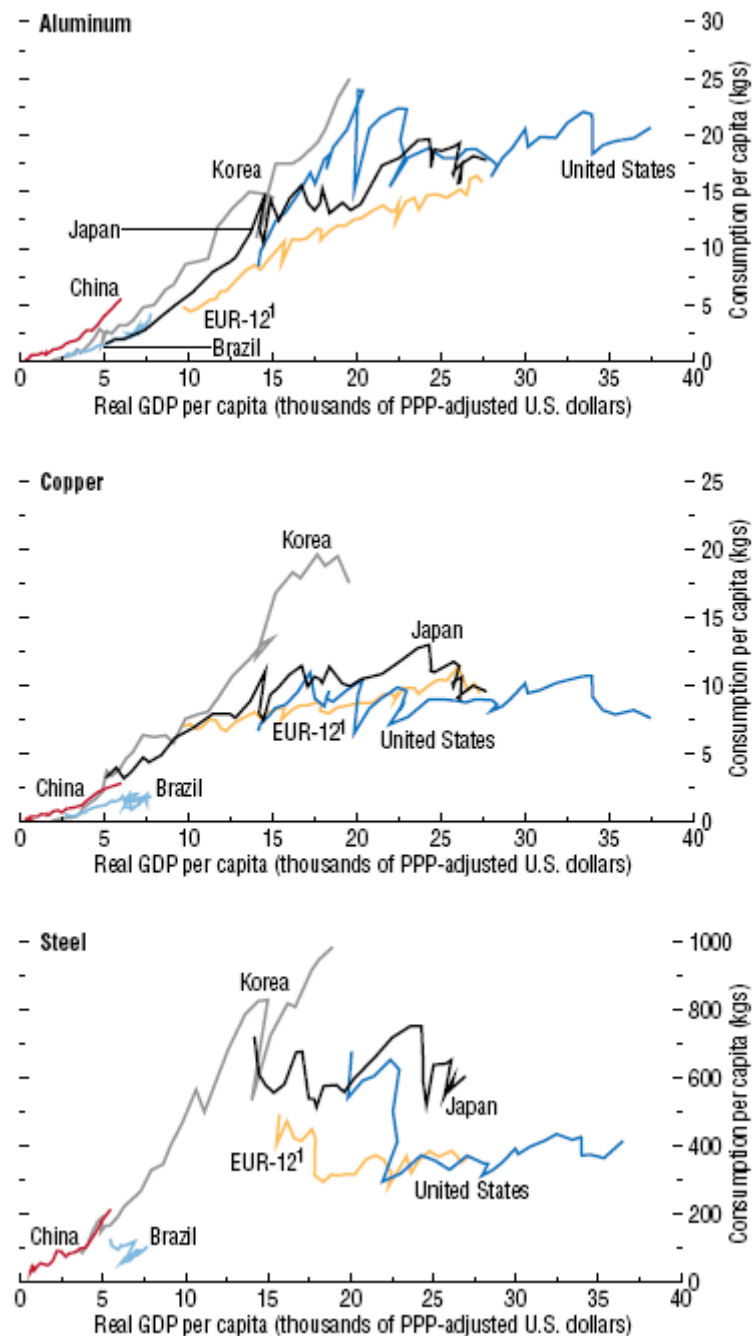 Aluminum
30
25
20
15
10
5
0
Consumption per capita (kgs)
Korea
United States
Japan
China
EUR-12¹
Brazil
0 5 10 15 20 25 30 35 40
Real GDP per capita (thousands of PPP-adjusted U.S. dollars)
Copper
25
20
15
10
5
0
Consumption per capita (kgs)
Korea
Japan
EUR-12¹
United States
China
Brazil
0 5 10 15 20 25 30 35 40
Real GDP per capita (thousands of PPP-adjusted U.S. dollars)
Steel
1000
800
600
400
200
0
Consumption per capita (kgs)
Korea
Japan
EUR-12¹
United States
China
Brazil
0 5 10 15 20 25 30 35 40
Real GDP per capita (thousands of PPP-adjusted U.S. dollars)